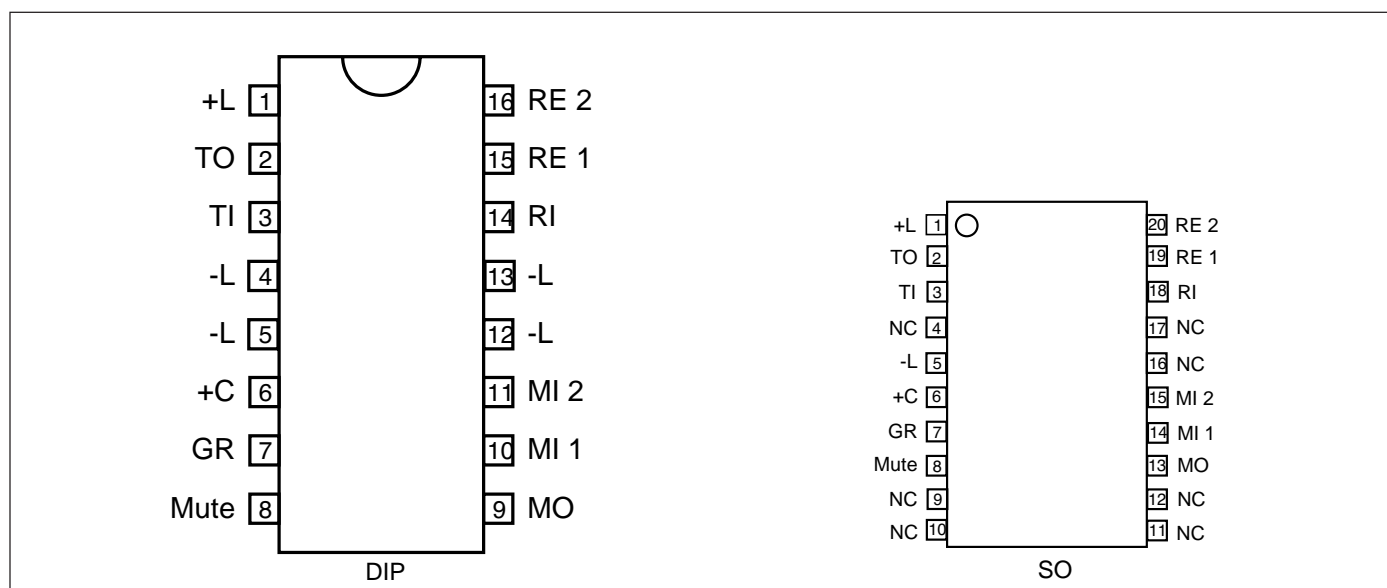 +L 1 16 RE 2
TO 2 15 RE 1
TI 3 14 RI
-L 4 13 -L
-L 5 12 -L
+C 6 11 MI 2
GR 7 10 MI 1
Mute 8 9 MO
DIP
+L 1 20 RE 2
TO 2 19 RE 1
TI 3 18 RI
NC 4 17 NC
-L 5 16 NC
+C 6 15 MI 2
GR 7 14 MI 1
Mute 8 13 MO
NC 9 12 NC
NC 10 11 NC
SO